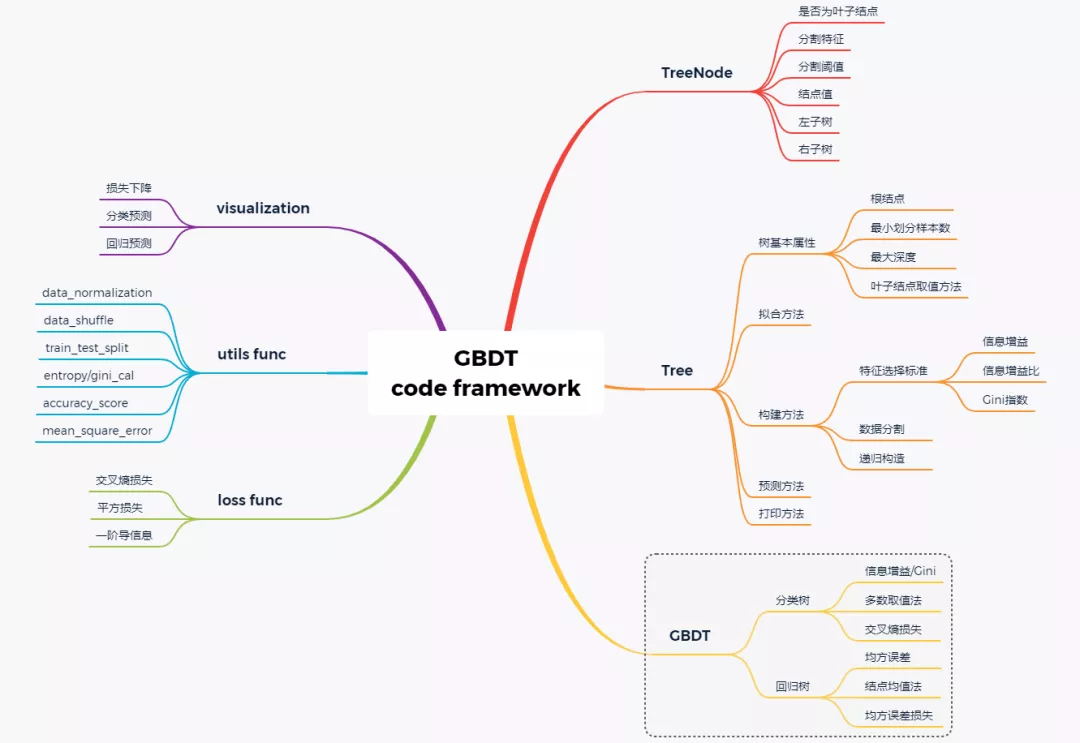 GBDT
code framework
TreeNode
是否为叶子结点
分割特征
分割阈值
结点值
左子树
右子树
Tree
树基本属性
根结点
最小划分样本数
最大深度
叶子结点取值方法
拟合方法
构建方法
特征选择标准
信息增益
信息增益比
Gini指数
数据分割
递归构造
预测方法
打印方法
GBDT
分类树
信息增益/Gini
多数取值法
交叉熵损失
回归树
均方误差
结点均值法
均方误差损失
visualization
损失下降
分类预测
回归预测
utils func
data_normalization
data_shuffle
train_test_split
entropy/gini_cal
accuracy_score
mean_square_error
loss func
交叉熵损失
平方损失
一阶导信息